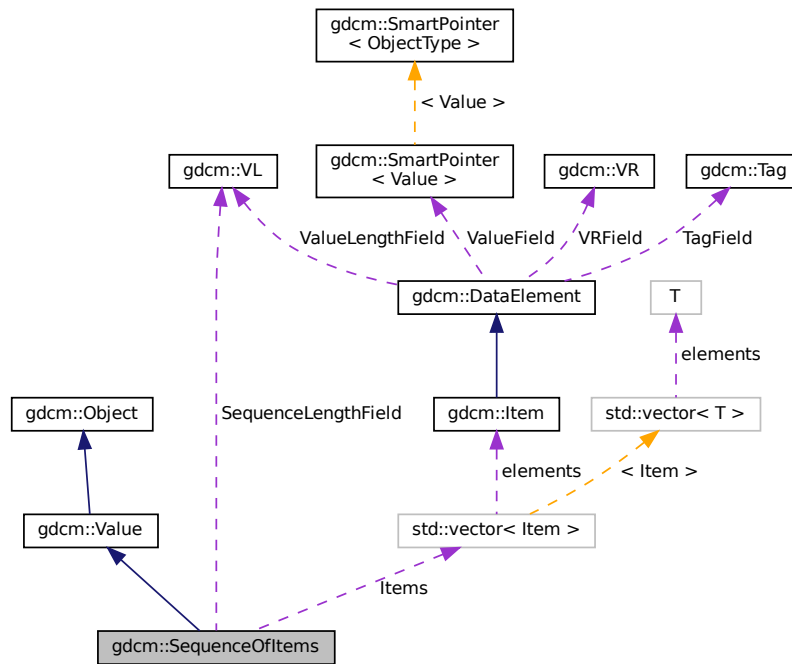 gdcm::SmartPointer
< ObjectType >
< Value >
gdcm::VL
gdcm::SmartPointer
< Value >
gdcm::VR
gdcm::Tag
ValueLengthField
ValueField
VRField
TagField
gdcm::DataElement
T
elements
gdcm::Object
SequenceLengthField
gdcm::Item
std::vector< T >
elements
< Item >
gdcm::Value
std::vector< Item >
Items
gdcm::SequenceOfItems